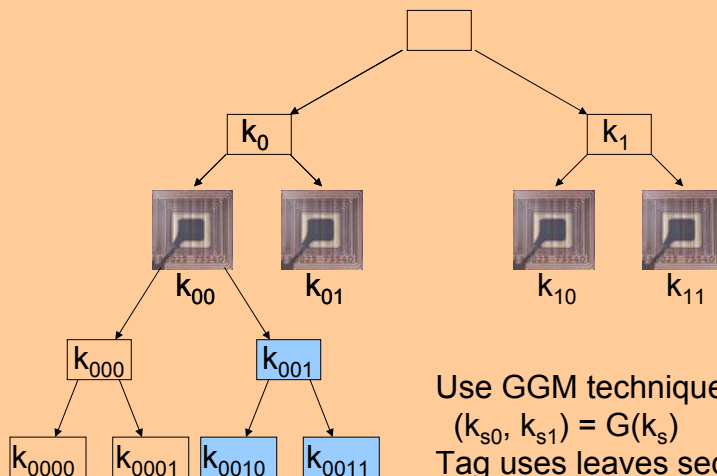 k₀ k₁
k₀₀ k₀₁ k₁₀ k₁₁
k₀₀₀ k₀₀₁
Use GGM technique
(kₛ₀, kₛ₁) = G(kₛ)
Tag uses leaves sec
k₀₀₀₀ k₀₀₀₁ k₀₀₁₀ k₀₀₁₁